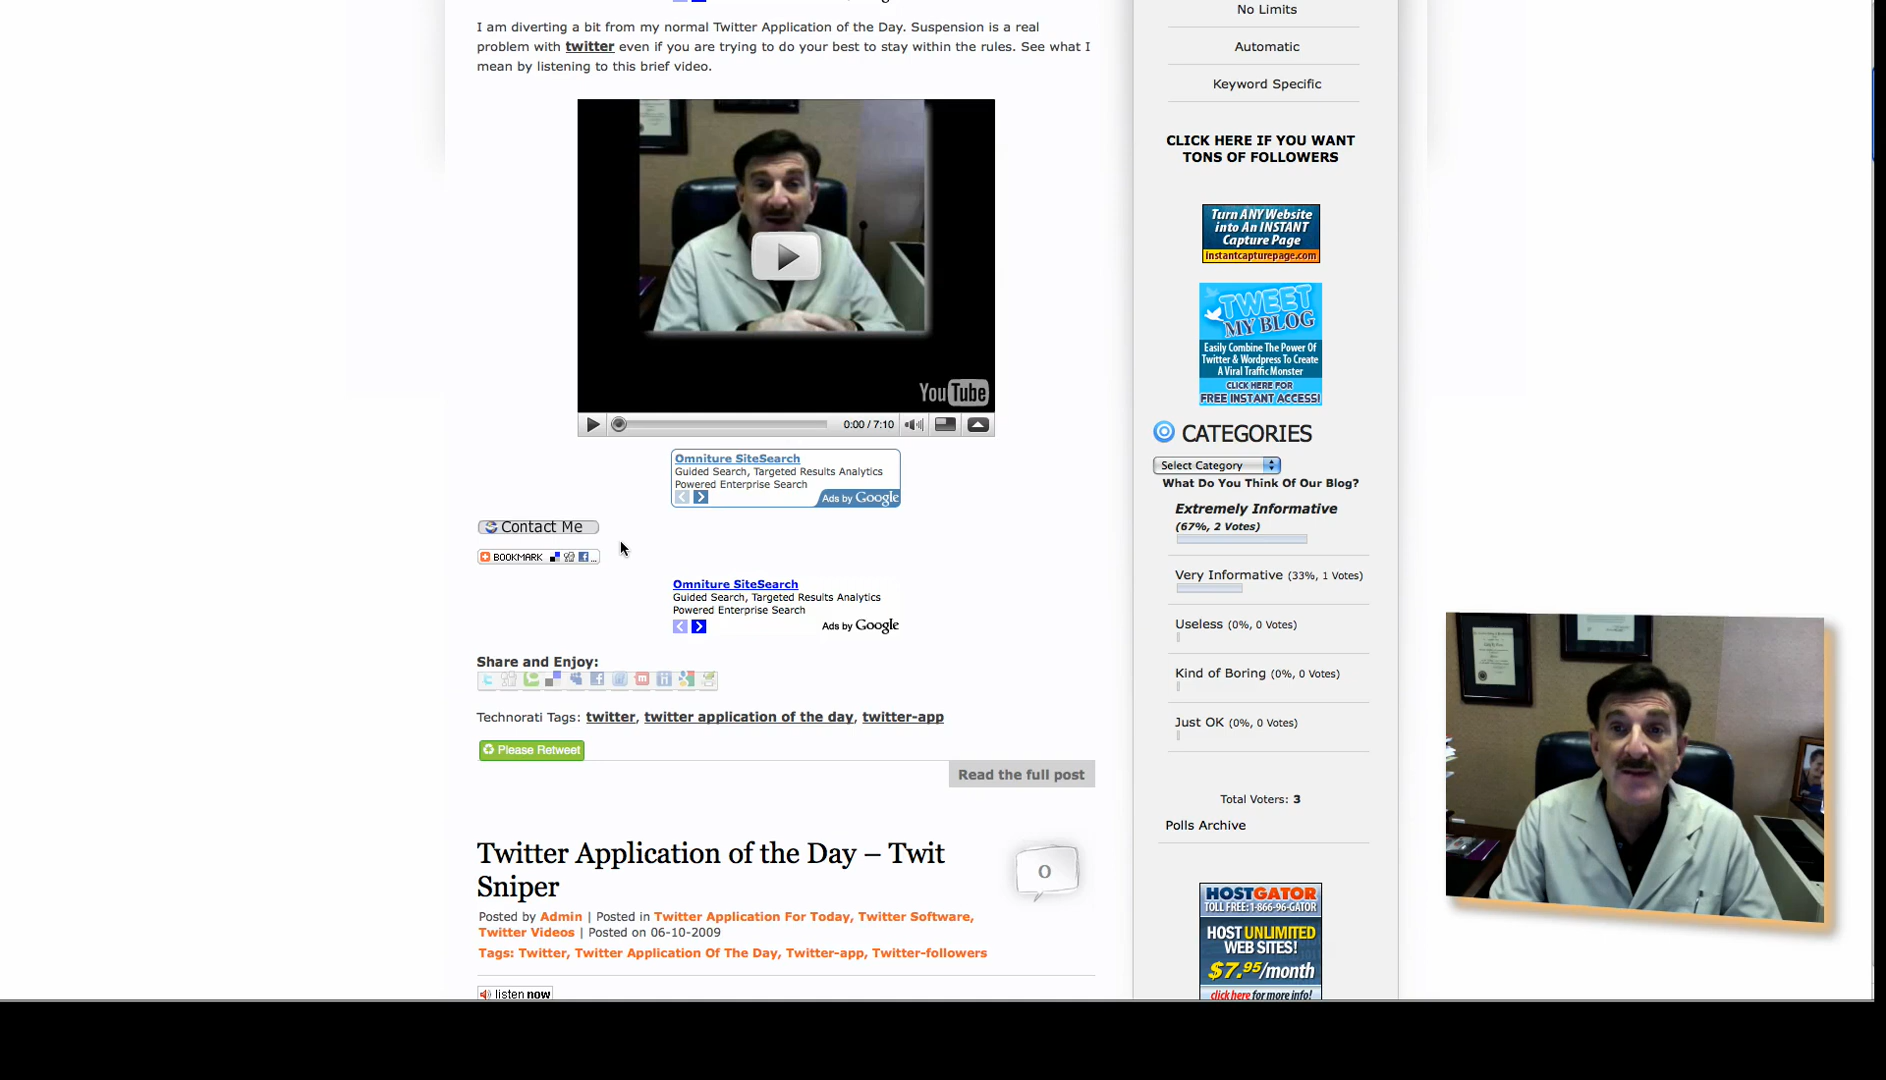 I am diverting a bit from my normal Twitter Application of the Day. Suspension is a real
problem with twitter even if you are trying to do your best to stay within the rules. See what I
mean by listening to this brief video.
YouTube
0:00 / 7:10
Omniture SiteSearch
Guided Search, Targeted Results Analytics
Powered Enterprise Search
Ads by Google
Contact Me
BOOKMARK
Omniture SiteSearch
Guided Search, Targeted Results Analytics
Powered Enterprise Search
Ads by Google
Share and Enjoy:
Technorati Tags: twitter, twitter application of the day, twitter-app
Please Retweet
Read the full post
Twitter Application of the Day – Twit
Sniper
0
Posted by Admin | Posted in Twitter Application For Today, Twitter Software,
Twitter Videos | Posted on 06-10-2009
Tags: Twitter, Twitter Application Of The Day, Twitter-app, Twitter-followers
listen now
No Limits
Automatic
Keyword Specific
CLICK HERE IF YOU WANT
TONS OF FOLLOWERS
Turn ANY Website
into An INSTANT
Capture Page
instantcapturepage.com
TWEET
MY BLOG
Easily Combine The Power Of
Twitter & Wordpress To Create
A Viral Traffic Monster
CLICK HERE FOR
FREE INSTANT ACCESS!
CATEGORIES
Select Category
What Do You Think Of Our Blog?
Extremely Informative
(67%, 2 Votes)
Very Informative (33%, 1 Votes)
Useless (0%, 0 Votes)
Kind of Boring (0%, 0 Votes)
Just OK (0%, 0 Votes)
Total Voters: 3
Polls Archive
HOSTGATOR
TOLL FREE: 1-866-96-GATOR
HOST UNLIMITED
WEB SITES!
$7.95/month
click here for more info!